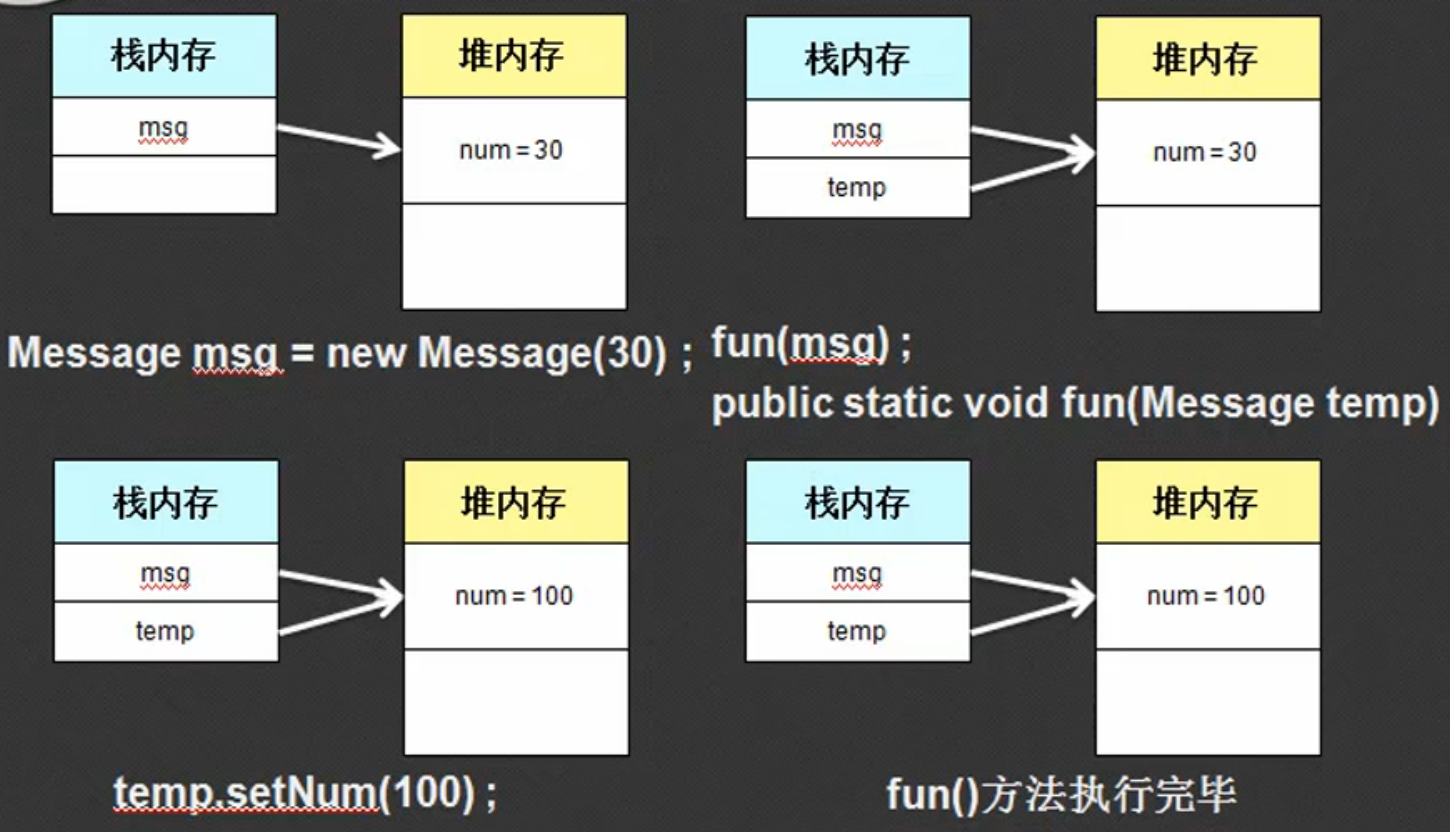 栈内存
堆内存
msg
num = 30
Message msg = new Message(30) ;
栈内存
堆内存
msg
temp
num = 30
fun(msg) ;
public static void fun(Message temp)
栈内存
堆内存
msg
temp
num = 100
temp.setNum(100) ;
栈内存
堆内存
msg
temp
num = 100
fun()方法执行完毕